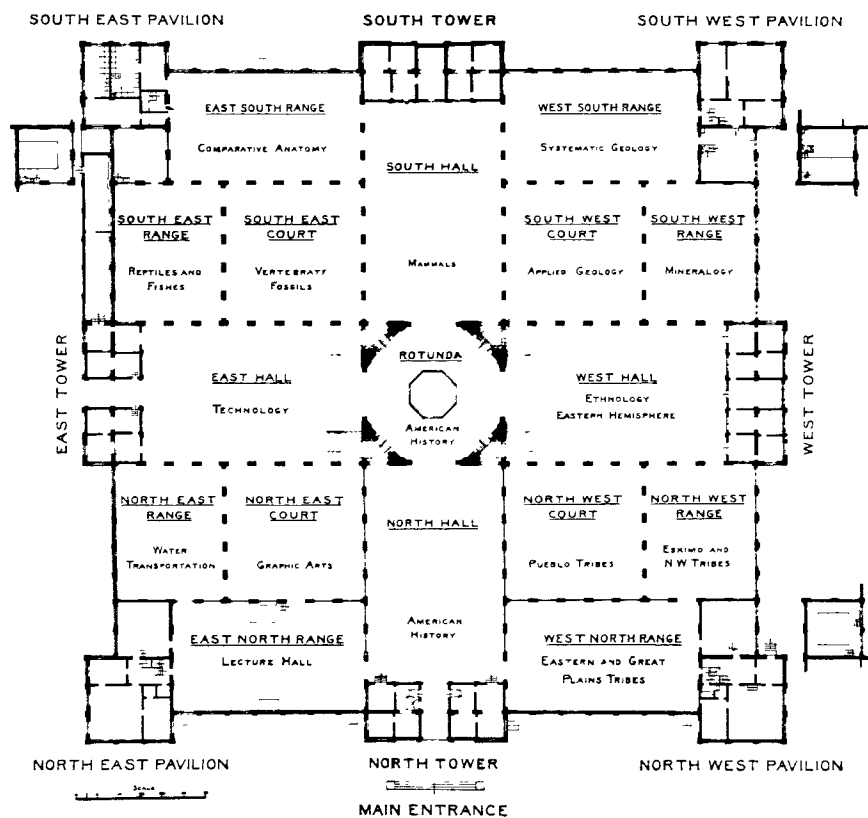 SOUTH EAST PAVILION
SOUTH TOWER
SOUTH WEST PAVILION
EAST SOUTH RANGE
COMPARATIVE ANATOMY
SOUTH HALL
MAMMALS
WEST SOUTH RANGE
SYSTEMATIC GEOLOGY
SOUTH EAST
RANGE
REPTILES AND
FISHES
SOUTH EAST
COURT
VERTEBRATE
FOSSILS
SOUTH WEST
COURT
APPLIED GEOLOGY
SOUTH WEST
RANGE
MINERALOGY
EAST TOWER
EAST HALL
TECHNOLOGY
ROTUNDA
AMERICAN
HISTORY
WEST HALL
ETHNOLOGY
EASTERN HEMISPHERE
WEST TOWER
NORTH EAST
RANGE
WATER
TRANSPORTATION
NORTH EAST
COURT
GRAPHIC ARTS
NORTH HALL
AMERICAN
HISTORY
NORTH WEST
COURT
PUEBLO TRIBES
NORTH WEST
RANGE
ESKIMO AND
N W TRIBES
EAST NORTH RANGE
LECTURE HALL
WEST NORTH RANGE
EASTERN AND GREAT
PLAINS TRIBES
NORTH EAST PAVILION
NORTH TOWER
NORTH WEST PAVILION
SCALE
MAIN ENTRANCE